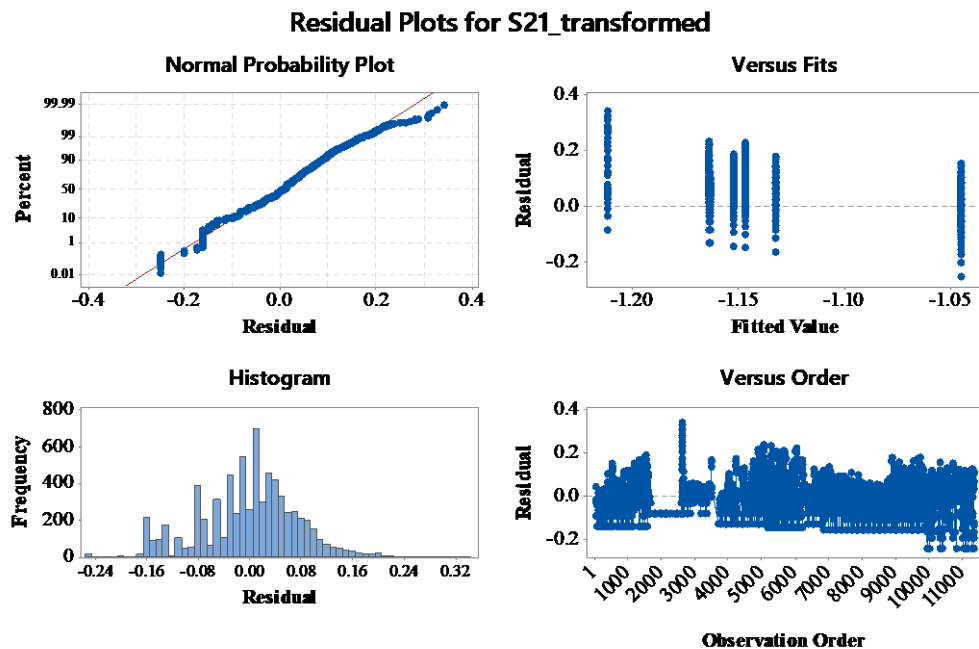 Residual Plots for S21_transformed
Normal Probability Plot
Percent
99.99
99
90
50
10
1
0.01
-0.4 -0.2 0.0 0.2 0.4
Residual
Versus Fits
Residual
0.4
0.2
0.0
-0.2
-1.20 -1.15 -1.10 -1.05
Fitted Value
Histogram
Frequency
800
600
400
200
0
-0.24 -0.16 -0.08 0.00 0.08 0.16 0.24 0.32
Residual
Versus Order
Residual
0.4
0.2
0.0
-0.2
1 1000 2000 3000 4000 5000 6000 7000 8000 9000 10000 11000
Observation Order